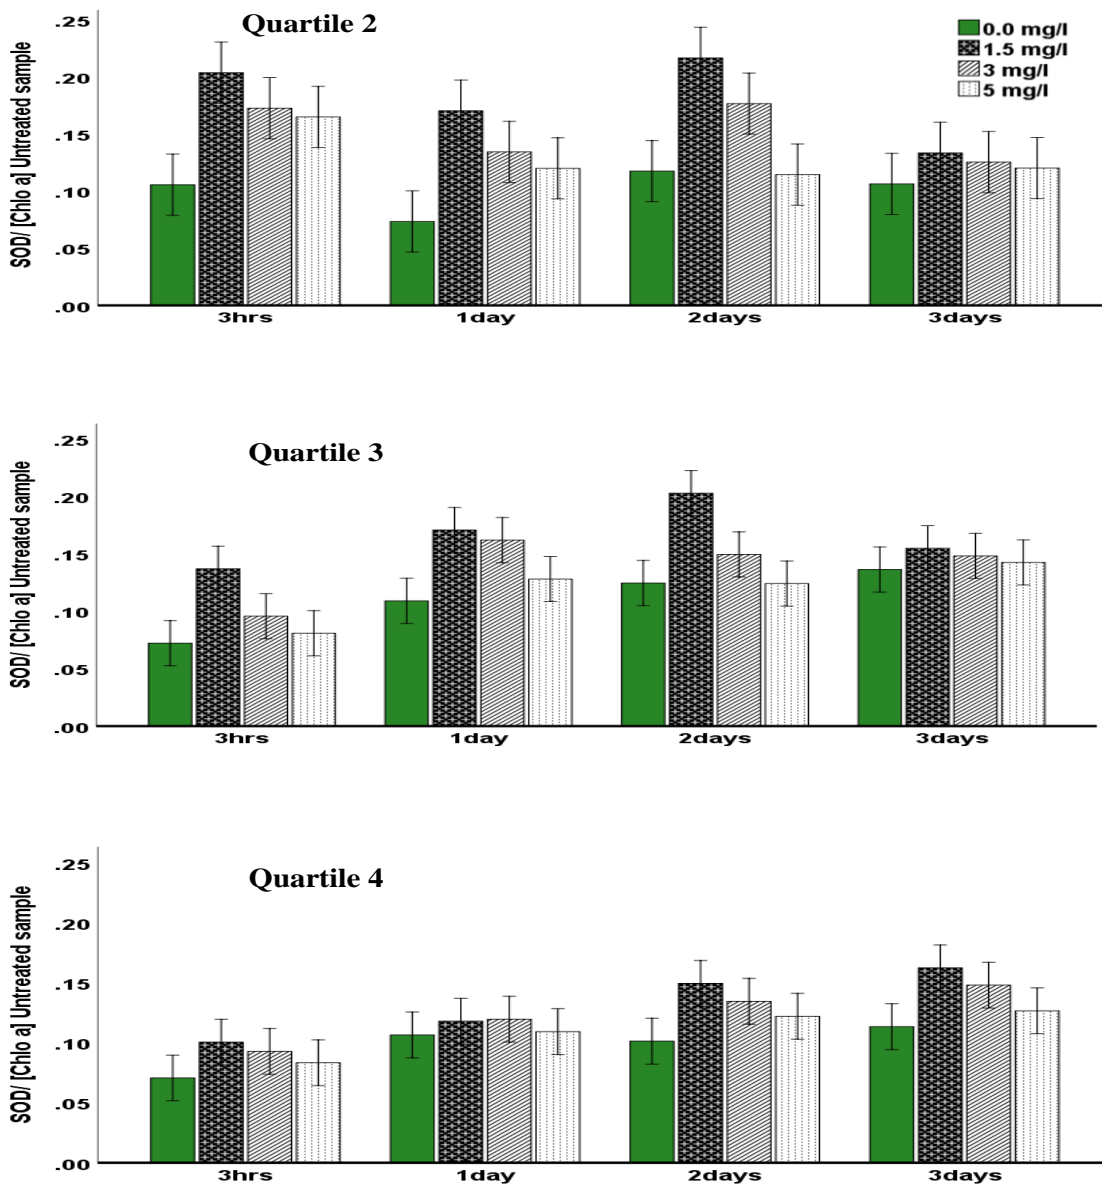 Quartile 2
0.0 mg/l
1.5 mg/l
3 mg/l
5 mg/l
SOD/ [Chlo a] Untreated sample
.25
.20
.15
.10
.05
.00
3hrs 1day 2days 3days
Quartile 3
SOD/ [Chlo a] Untreated sample
.25
.20
.15
.10
.05
.00
3hrs 1day 2days 3days
Quartile 4
SOD/ [Chlo a] Untreated sample
.25
.20
.15
.10
.05
.00
3hrs 1day 2days 3days